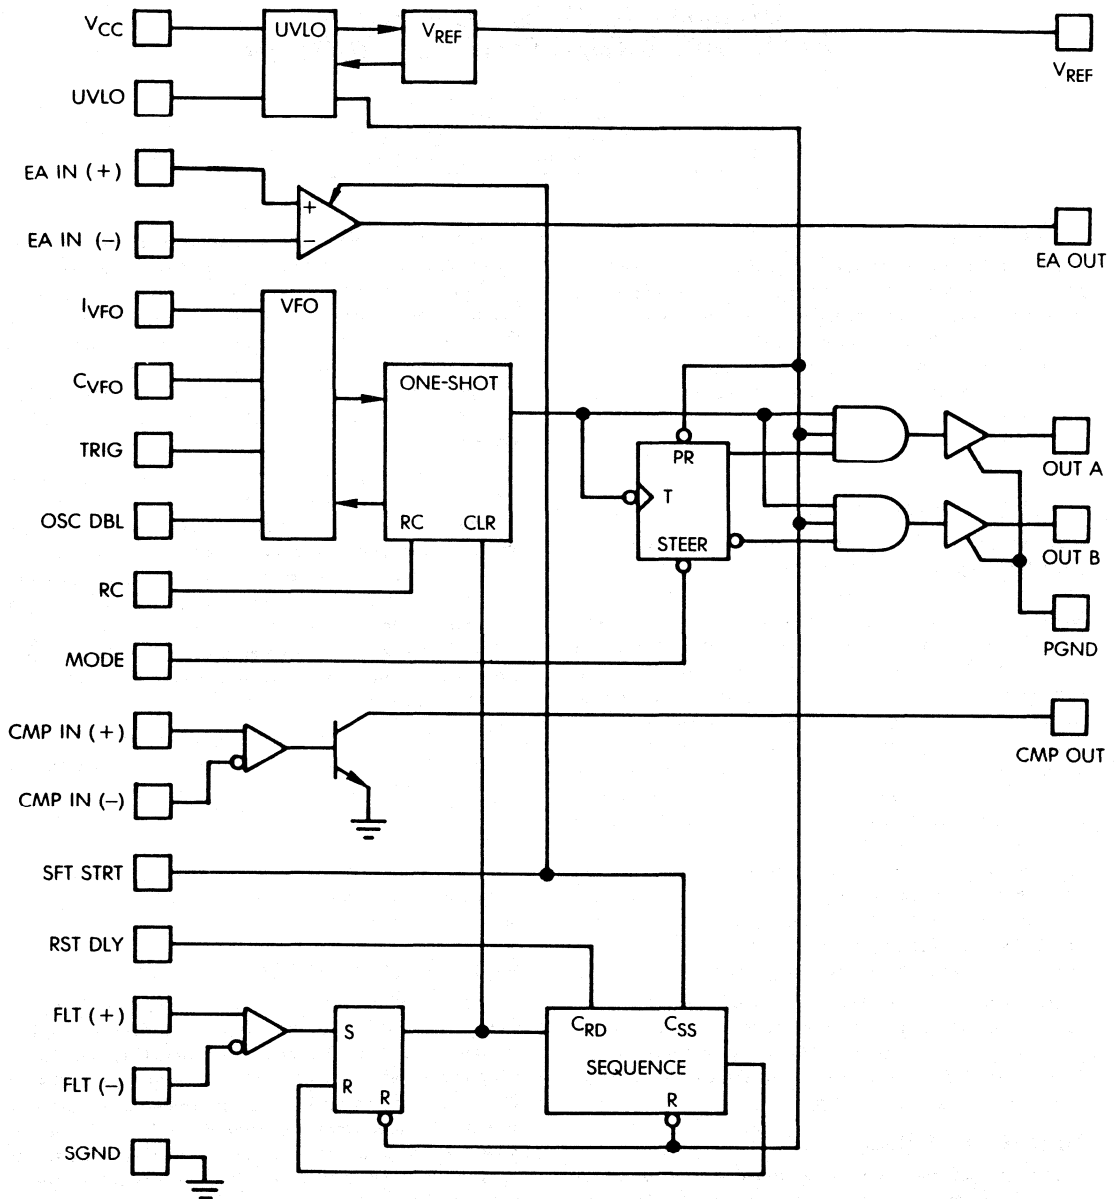 VCC
UVLO
VREF
VREF
UVLO
EA IN (+)
+
EA IN (−)
−
EA OUT
IVFO
VFO
CVFO
ONE-SHOT
TRIG
PR
OUT A
T
OSC DBL
RC CLR
STEER
OUT B
RC
MODE
PGND
CMP IN (+)
CMP OUT
CMP IN (−)
SFT STRT
RST DLY
FLT (+)
S
CRD CSS
SEQUENCE
FLT (−)
R
R
R
SGND